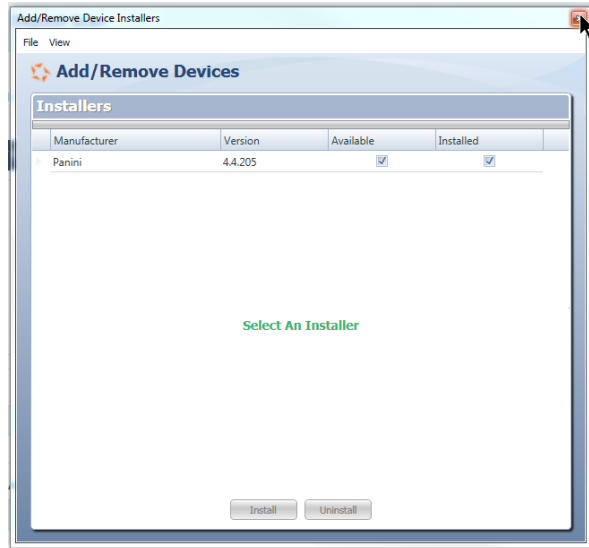 Add/Remove Device Installers
File View
Add/Remove Devices
Installers
Manufacturer Version Available Installed
Panini 4.4.205
Select An Installer
Install Uninstall